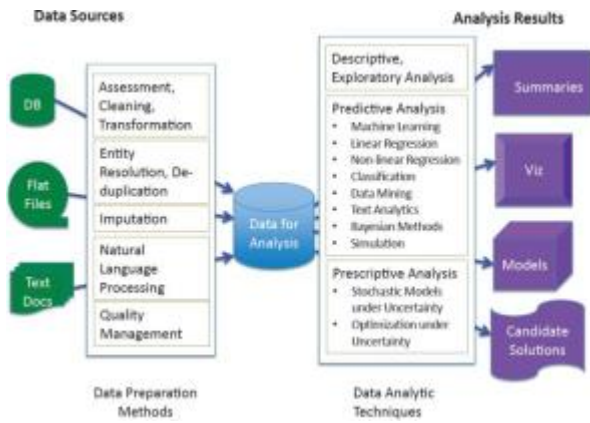 Data Sources
Analysis Results
DB
Flat
Files
Text
Docs
Assessment,
Cleaning,
Transformation
Entity
Resolution, De-
duplication
Imputation
Natural
Language
Processing
Quality
Management
Data Preparation
Methods
Data for
Analysis
Descriptive,
Exploratory Analysis
Predictive Analysis
• Machine Learning
• Linear Regression
• Non-linear Regression
• Classification
• Data Mining
• Text Analytics
• Bayesian Methods
• Simulation
Prescriptive Analysis
• Stochastic Models
under Uncertainty
• Optimization under
Uncertainty
Data Analytic
Techniques
Summaries
Viz
Models
Candidate
Solutions